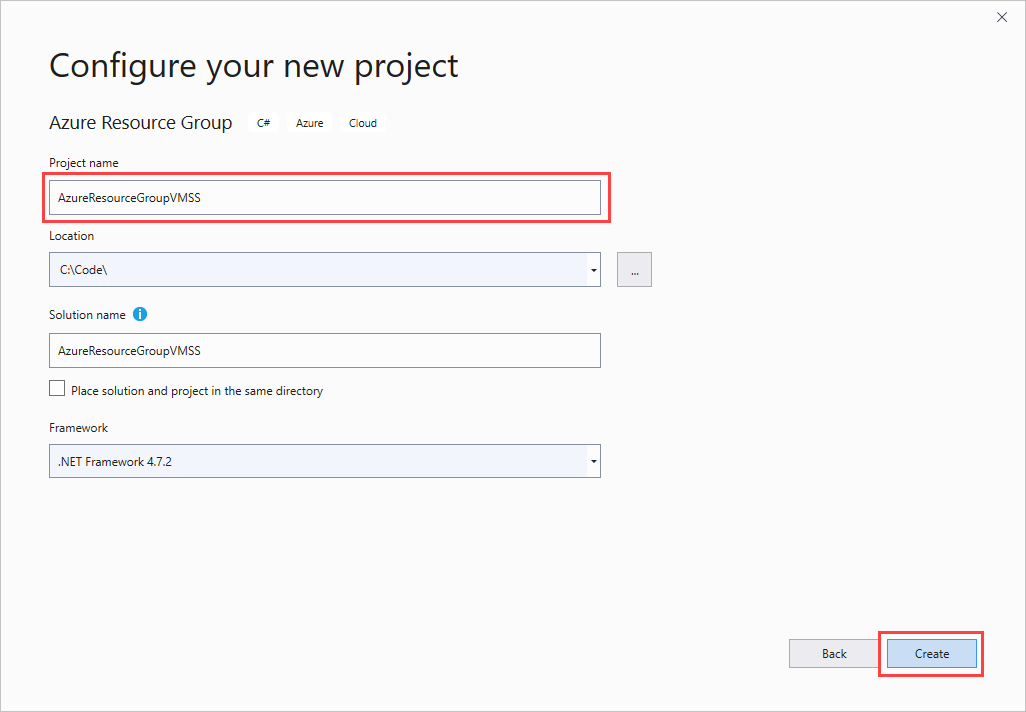 Configure your new project
Azure Resource Group C# Azure Cloud
Project name
AzureResourceGroupVMSS
Location
C:\Code\
...
Solution name
AzureResourceGroupVMSS
Place solution and project in the same directory
Framework
.NET Framework 4.7.2
Back Create